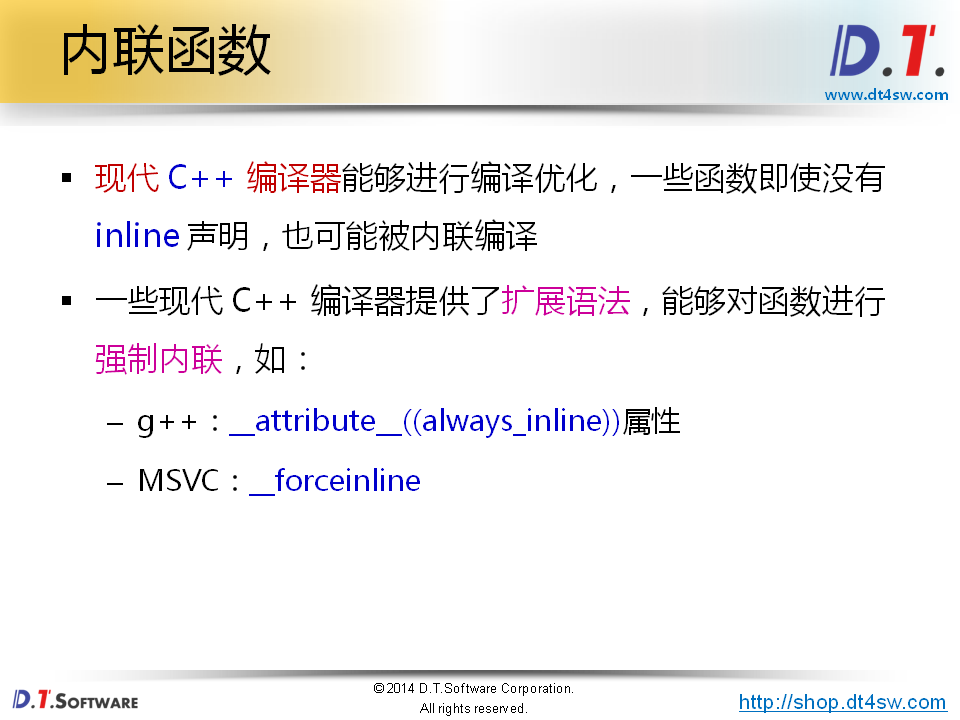 内联函数
D.T.
www.dt4sw.com
▪ 现代 C++ 编译器能够进行编译优化，一些函数即使没有
inline 声明，也可能被内联编译
▪ 一些现代 C++ 编译器提供了扩展语法，能够对函数进行
强制内联，如：
– g++：__attribute__((always_inline))属性
– MSVC：__forceinline
D.T.SOFTWARE
©2014 D.T.Software Corporation.
All rights reserved.
http://shop.dt4sw.com